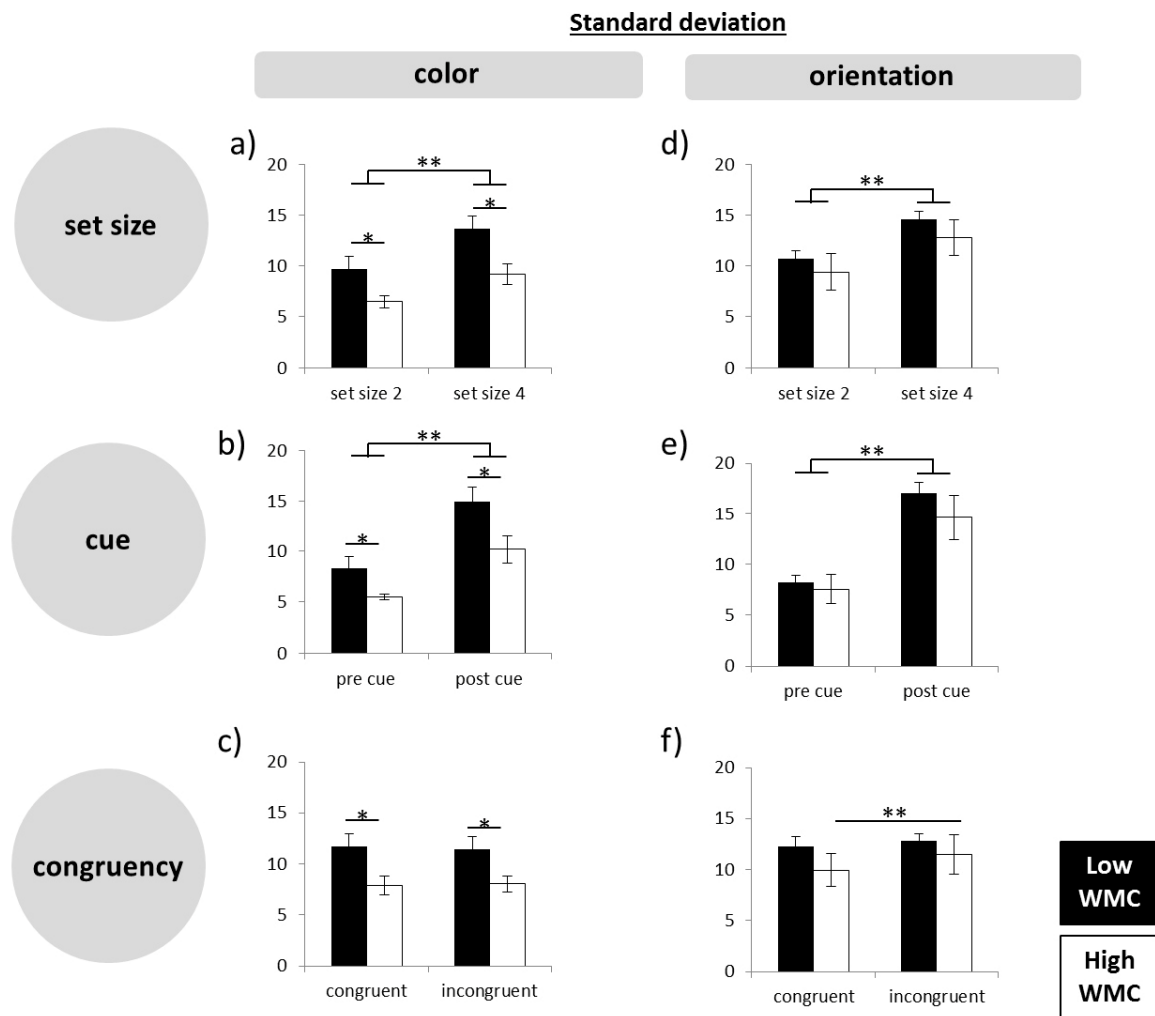 Standard deviation
color
orientation
set size
a)
20
15
10
5
0
**
*
*
set size 2
set size 4
d)
20
15
10
5
0
**
set size 2
set size 4
cue
b)
20
15
10
5
0
**
*
*
pre cue
post cue
e)
20
15
10
5
0
**
pre cue
post cue
congruency
c)
20
15
10
5
0
*
*
congruent
incongruent
f)
20
15
10
5
0
**
congruent
incongruent
Low
WMC
High
WMC